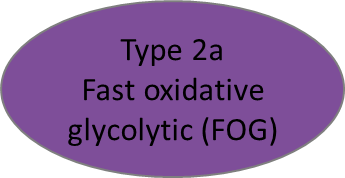 Type 2a
Fast oxidative
glycolytic (FOG)